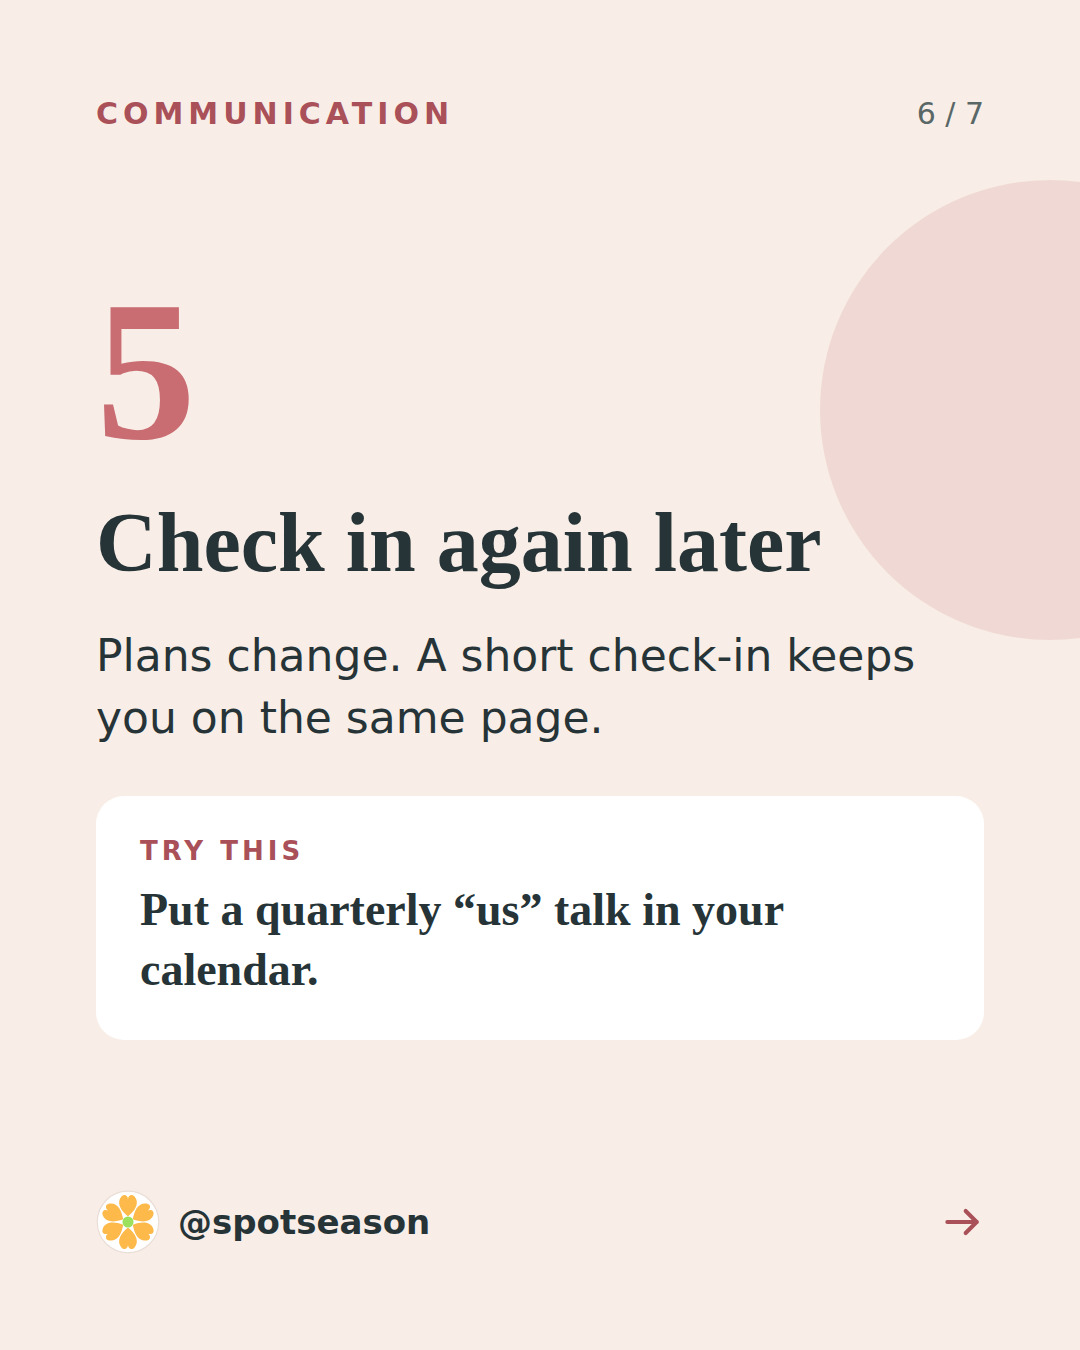 COMMUNICATION
6 / 7
5
Check in again later
Plans change. A short check-in keeps
you on the same page.
TRY THIS
Put a quarterly “us” talk in your
calendar.
@spotseason